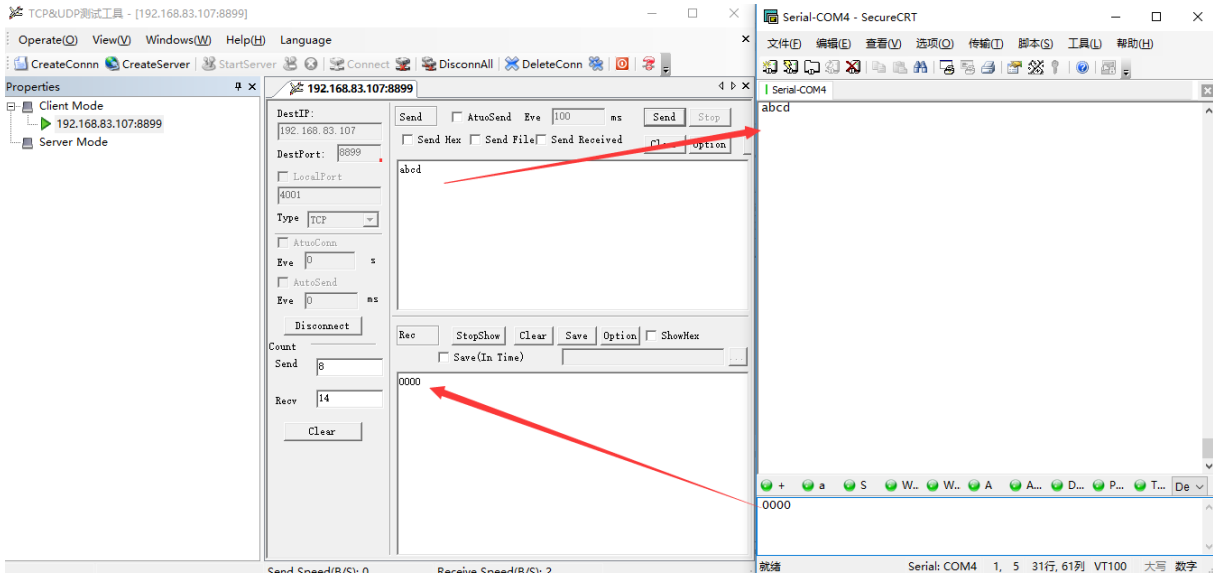 TCP&UDP测试工具 - [192.168.83.107:8899]
Operate(O) View(V) Windows(W) Help(H) Language
CreateConnn CreateServer StartServer Connect DisconnAll DeleteConn
Properties
Client Mode
192.168.83.107:8899
Server Mode
192.168.83.107:8899
DestIP:
192.168.83.107
DestPort: 8899
LocalPort
4001
Type TCP
AtuoConn
Eve 0 s
AutoSend
Eve 0 ms
Disconnect
Count
Send 8
Recv 14
Clear
Send AtuoSend Eve 100 ms Send Stop
Send Hex Send File Send Received Clear Option
abcd
Rec StopShow Clear Save Option ShowHex
Save(In Time) ...
0000
Send Speed(B/S): 0 Receive Speed(B/S): 2
Serial-COM4 - SecureCRT
文件(F) 编辑(E) 查看(V) 选项(O) 传输(T) 脚本(S) 工具(L) 帮助(H)
Serial-COM4
abcd
+ a S W... W... A A... D... P... T... De
0000
就绪 Serial: COM4 1, 5 31行, 61列 VT100 大写 数字